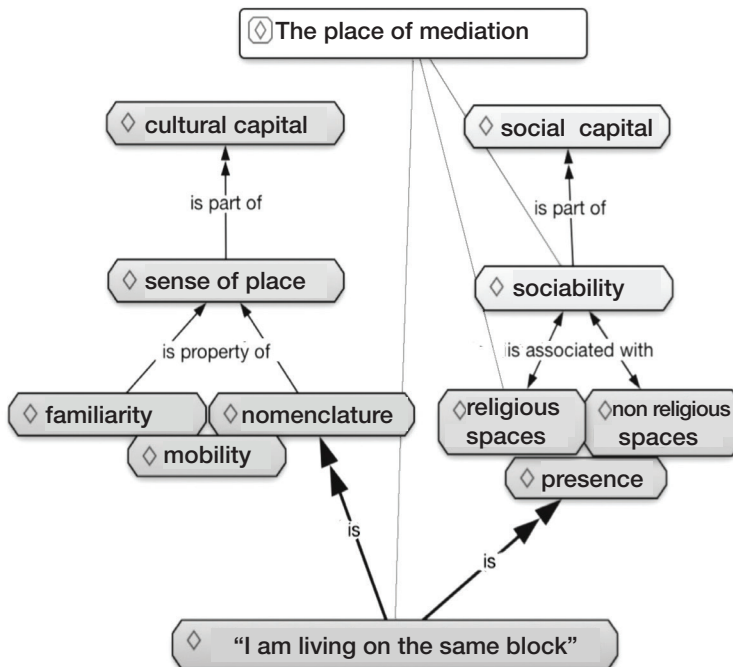 The place of mediation
cultural capital
social capital
is part of
is part of
sense of place
sociability
is property of
is associated with
familiarity
nomenclature
mobility
religious
spaces
non religious
spaces
presence
is
is
“I am living on the same block”